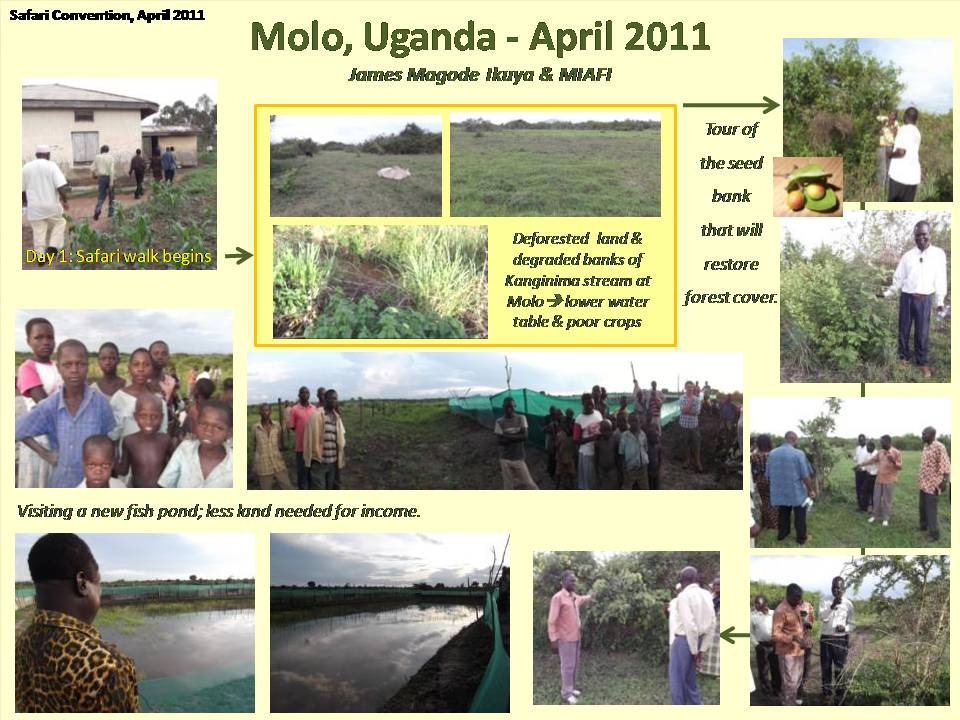 Safari Convention, April 2011
Molo, Uganda - April 2011
James Magode Ikuya & MIAFI
Day 1: Safari walk begins
Deforested land &
degraded banks of
Kanginima stream at
Molo → lower water
table & poor crops
Tour of
the seed
bank
that will
restore
forest cover.
Visiting a new fish pond; less land needed for income.